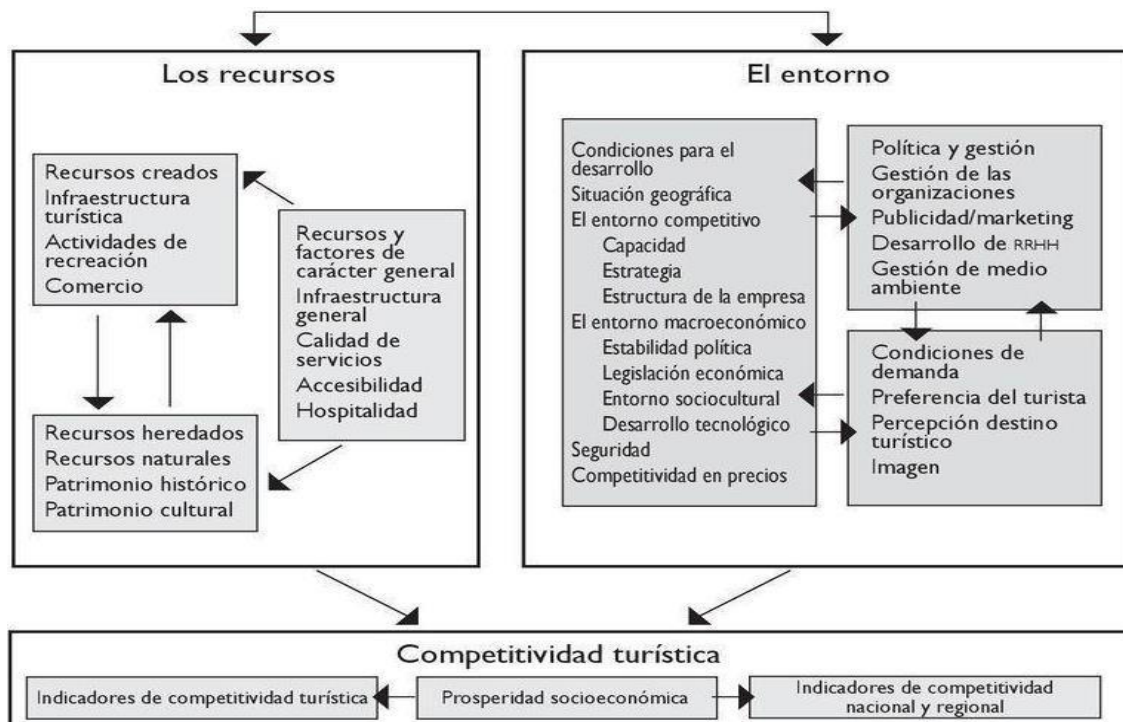 Los recursos
Recursos creados
Infraestructura
turística
Actividades de
recreación
Comercio
Recursos y
factores de
carácter general
Infraestructura
general
Calidad de
servicios
Accesibilidad
Hospitalidad
Recursos heredados
Recursos naturales
Patrimonio histórico
Patrimonio cultural
El entorno
Condiciones para el
desarrollo
Situación geográfica
El entorno competitivo
Capacidad
Estrategia
Estructura de la empresa
El entorno macroeconómico
Estabilidad política
Legislación económica
Entorno sociocultural
Desarrollo tecnológico
Seguridad
Competitividad en precios
Política y gestión
Gestión de las
organizaciones
Publicidad/marketing
Desarrollo de RRHH
Gestión de medio
ambiente
Condiciones de
demanda
Preferencia del turista
Percepción destino
turístico
Imagen
Competitividad turística
Indicadores de competitividad turística
Prosperidad socioeconómica
Indicadores de competitividad
nacional y regional